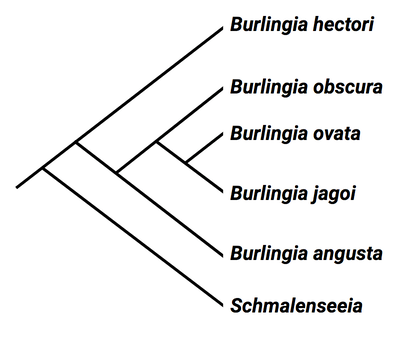 Burlingia hectori
Burlingia obscura
Burlingia ovata
Burlingia jagoi
Burlingia angusta
Schmalenseeia